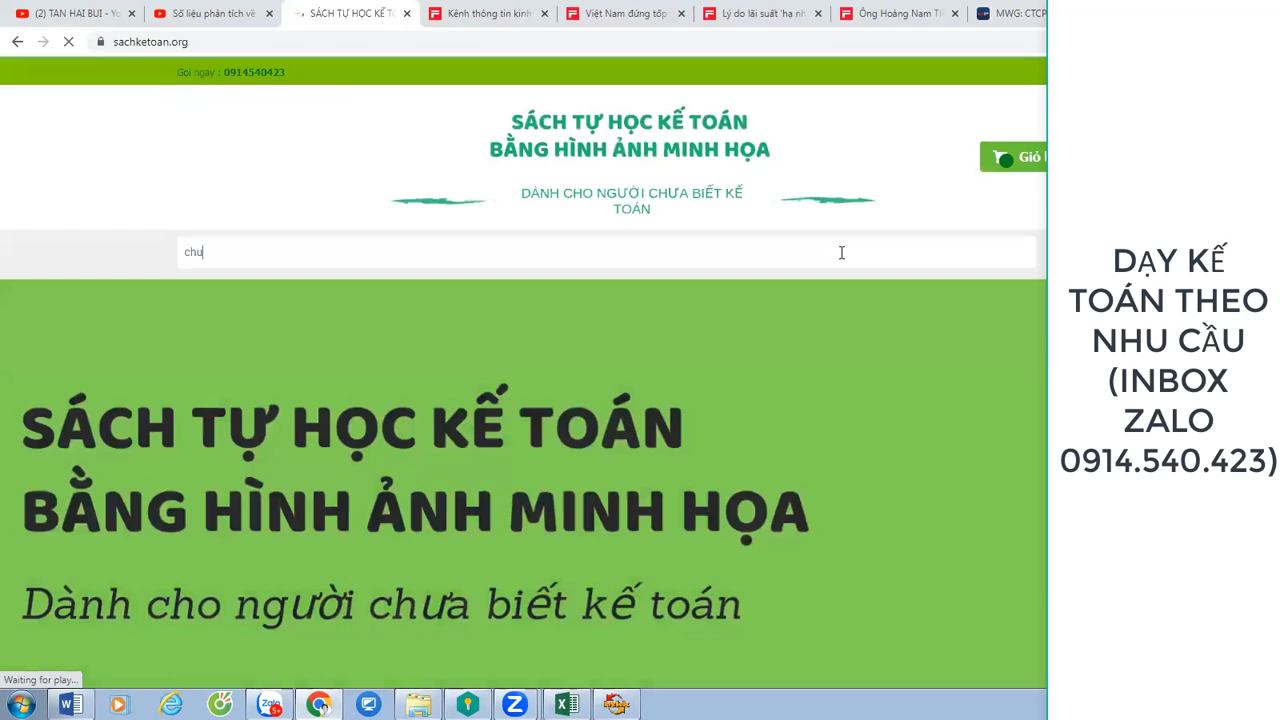 (2) TAN HAI BUI - Yo
Số liệu phân tích về
SÁCH TỰ HỌC KẾ TO
Kênh thông tin kinh
Việt Nam đứng tốp
Lý do lãi suất 'hạ nh
Ông Hoàng Nam Ti
MWG: CTCP
sachketoan.org
Gọi ngay : 0914540423
SÁCH TỰ HỌC KẾ TOÁN
BẰNG HÌNH ẢNH MINH HỌA
DÀNH CHO NGƯỜI CHƯA BIẾT KẾ
TOÁN
Giỏ
chu
SÁCH TỰ HỌC KẾ TOÁN
BẰNG HÌNH ẢNH MINH HỌA
Dành cho người chưa biết kế toán
DẠY KẾ
TOÁN THEO
NHU CẦU
(INBOX
ZALO
0914.540.423)
Waiting for play...
Zalo
5+